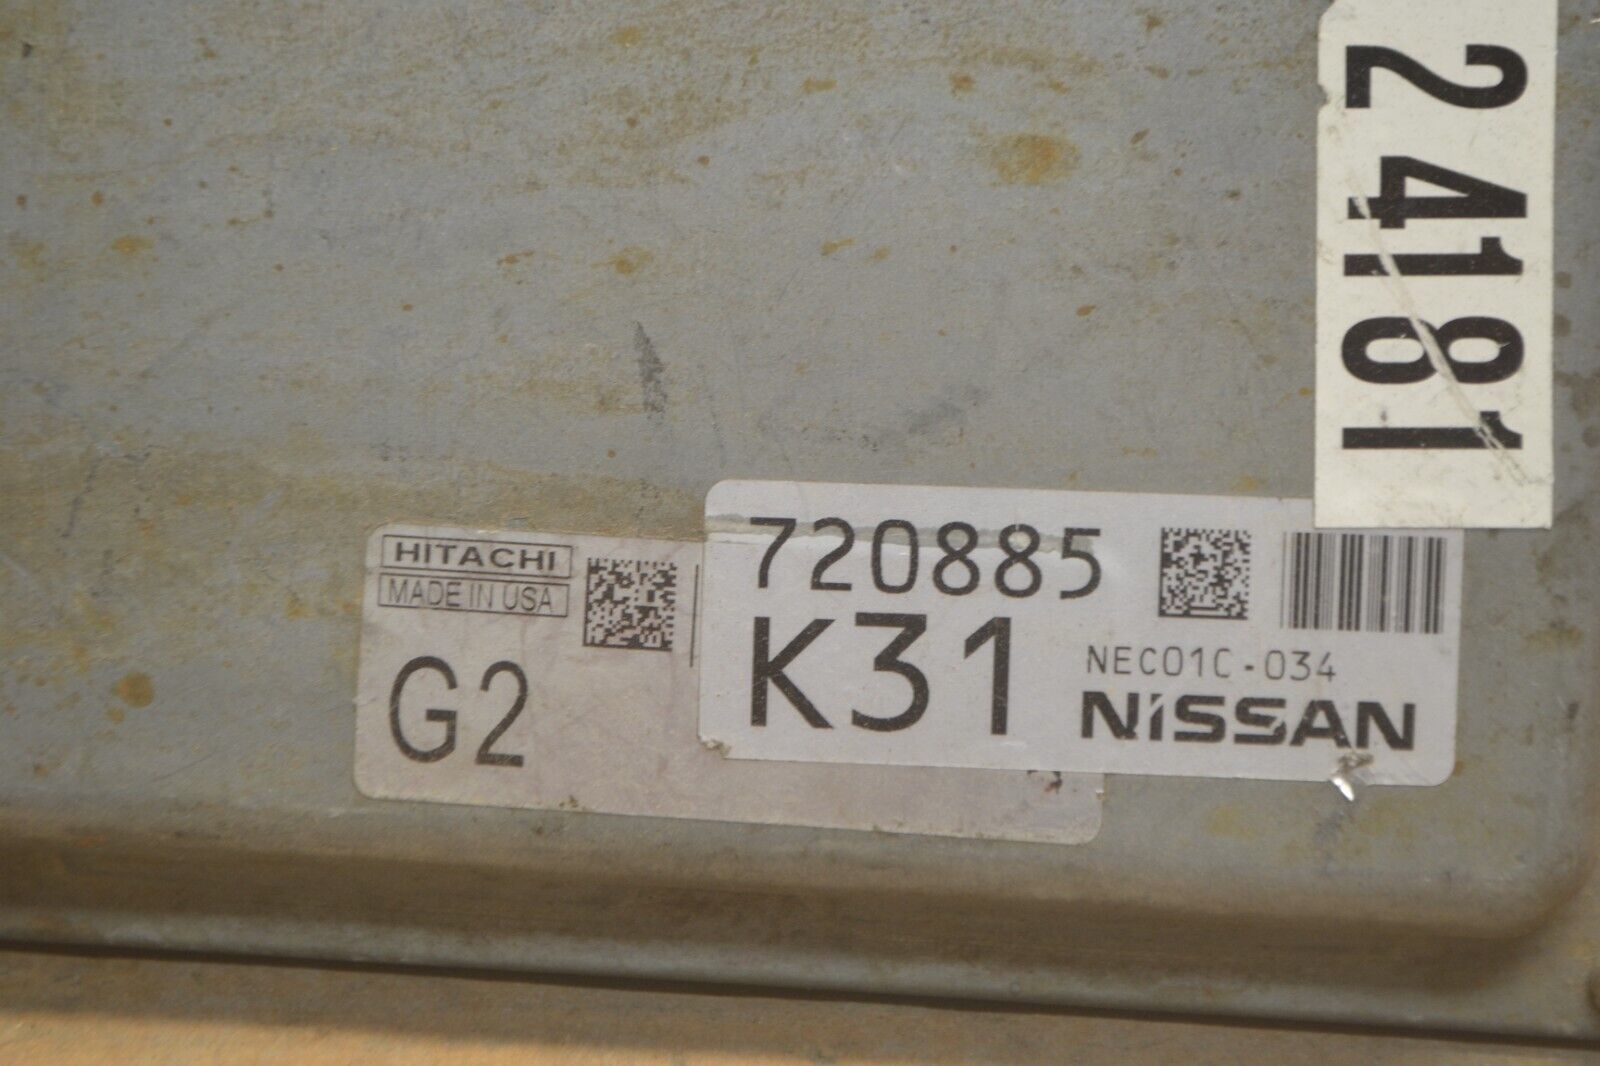 24181
HITACHI
MADE IN USA
G2
720885
K31
NEC01C-034
NISSAN